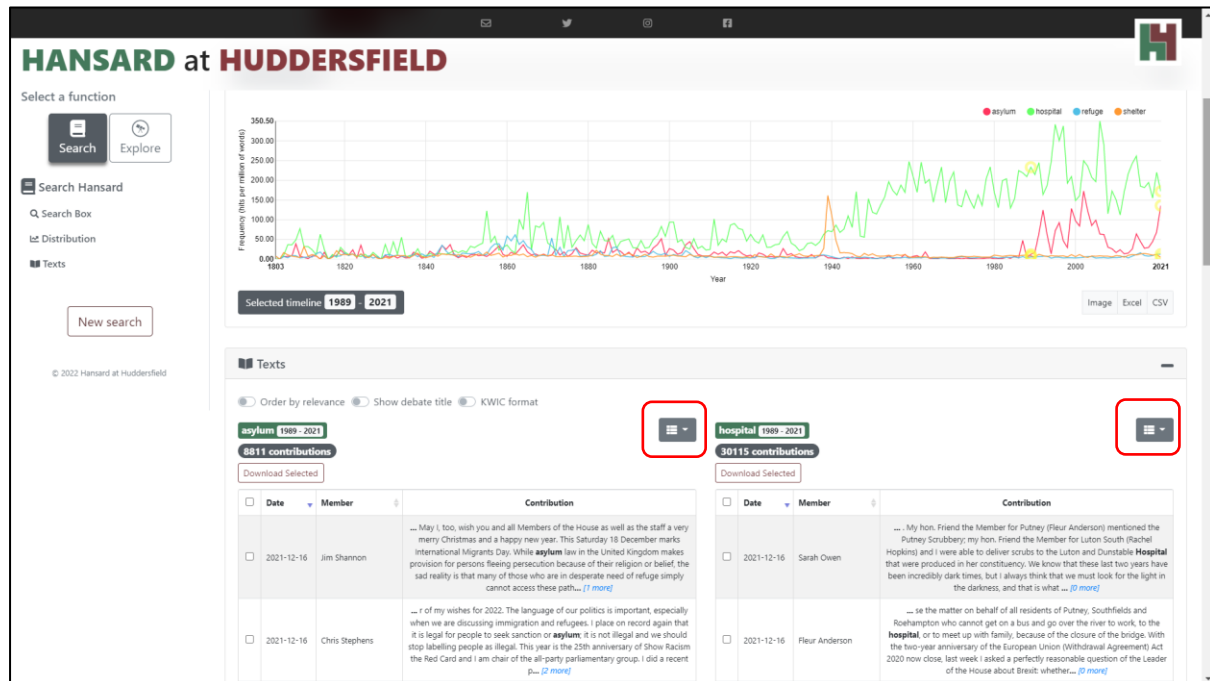 HANSARD at HUDDERSFIELD
Select a function
Search
Explore
Search Hansard
Search Box
Distribution
Texts
New search
© 2022 Hansard at Huddersfield
asylum hospital refuge shelter
Frequency (hits per million of words)
350.50
300.00
250.00
200.00
150.00
100.00
50.00
0.00
1803 1820 1840 1860 1880 1900 1920 1940 1960 1980 2000 2021
Year
Selected timeline 1989 - 2021
Image Excel CSV
Texts
Order by relevance Show debate title KWIC format
asylum 1989 - 2021
8811 contributions
Download Selected
Date Member Contribution
2021-12-16 Jim Shannon
... May I, too, wish you and all Members of the House as well as the staff a very
merry Christmas and a happy new year. This Saturday 18 December marks
International Migrants Day. While asylum law in the United Kingdom makes
provision for persons fleeing persecution because of their religion or belief, the
sad reality is that many of those who are in desperate need of refuge simply
cannot access these path... [1 more]
2021-12-16 Chris Stephens
... r of my wishes for 2022. The language of our politics is important, especially
when we are discussing immigration and refugees. I place on record again that
it is legal for people to seek sanction or asylum; it is not illegal and we should
stop labelling people as illegal. This year is the 25th anniversary of Show Racism
the Red Card and I am chair of the all-party parliamentary group. I did a recent
p... [2 more]
hospital 1989 - 2021
30115 contributions
Download Selected
Date Member Contribution
2021-12-16 Sarah Owen
... . My hon. Friend the Member for Putney (Fleur Anderson) mentioned the
Putney Scrubbery; my hon. Friend the Member for Luton South (Rachel
Hopkins) and I were able to deliver scrubs to the Luton and Dunstable Hospital
that were produced in her constituency. We know that these last two years have
been incredibly dark times, but I always think that we must look for the light in
the darkness, and that is what ... [0 more]
2021-12-16 Fleur Anderson
... se the matter on behalf of all residents of Putney, Southfields and
Roehampton who cannot get on a bus and go over the river to work, to the
hospital, or to meet up with family, because of the closure of the bridge. With
the two-year anniversary of the European Union (Withdrawal Agreement) Act
2020 now close, last week I asked a perfectly reasonable question of the Leader
of the House about Brexit: whether... [0 more]